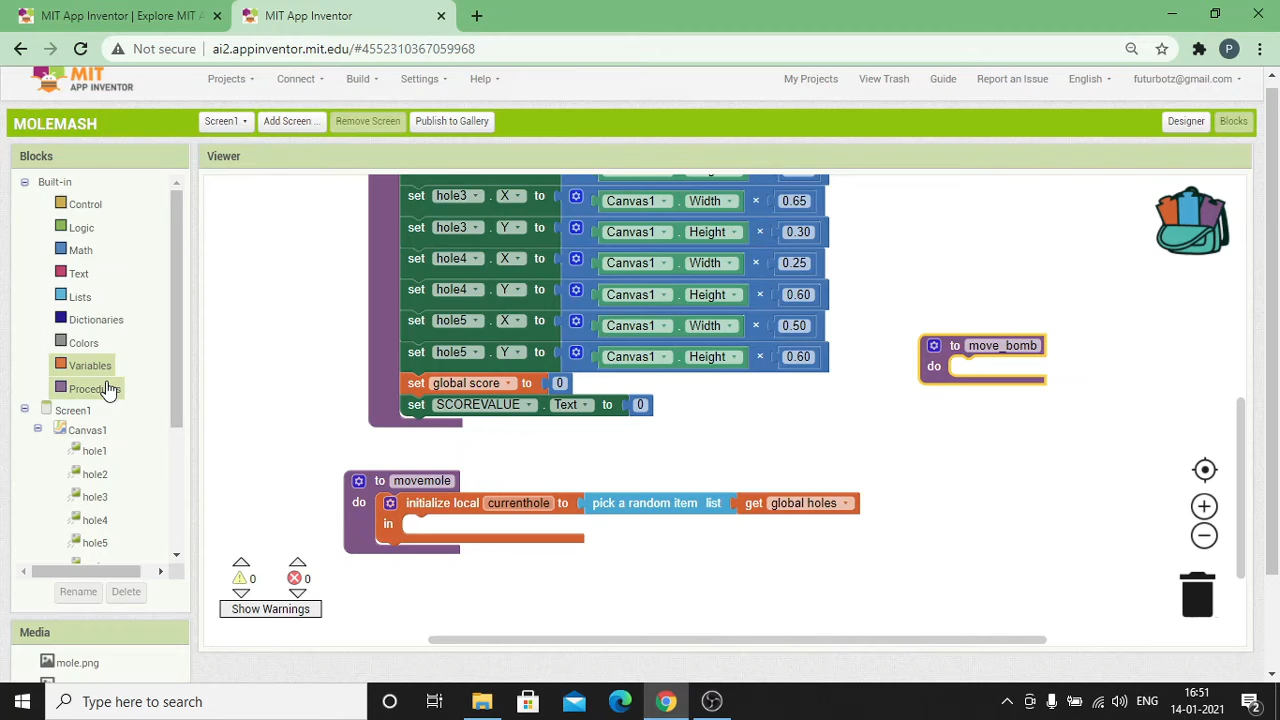 MIT App Inventor | Explore MIT A
MIT App Inventor
Not secure ai2.appinventor.mit.edu/#4552310367059968
P
MIT
APP INVENTOR
Projects Connect Build Settings Help My Projects View Trash Guide Report an Issue English futurbotz@gmail.com
MOLEMASH Screen1 Add Screen ... Remove Screen Publish to Gallery Designer Blocks
Blocks Viewer
Built-in
Control
Logic
Math
Text
Lists
Dictionaries
Colors
Variables
Procedures
Screen1
Canvas1
hole1
hole2
hole3
hole4
hole5
Rename Delete
Media
mole.png
set hole3 . X to Canvas1 . Width × 0.65
set hole3 . Y to Canvas1 . Height × 0.30
set hole4 . X to Canvas1 . Width × 0.25
set hole4 . Y to Canvas1 . Height × 0.60
set hole5 . X to Canvas1 . Width × 0.50
set hole5 . Y to Canvas1 . Height × 0.60
set global score to 0
set SCOREVALUE . Text to 0
to move_bomb
do
to movemole
do initialize local currenthole to pick a random item list get global holes
in
0 0
Show Warnings
Type here to search
ENG 16:51
14-01-2021
2